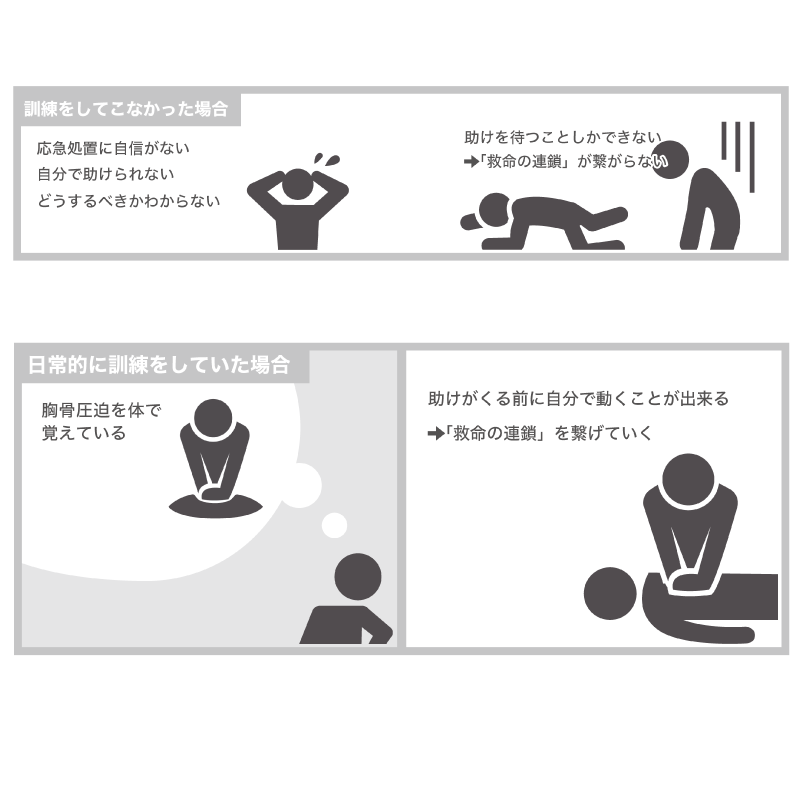 訓練をしてこなかった場合
応急処置に自信がない
自分で助けられない
どうするべきかわからない
助けを待つことしかできない
➡「救命の連鎖」が繋がらない
日常的に訓練をしていた場合
胸骨圧迫を体で
覚えている
助けがくる前に自分で動くことが出来る
➡「救命の連鎖」を繋げていく